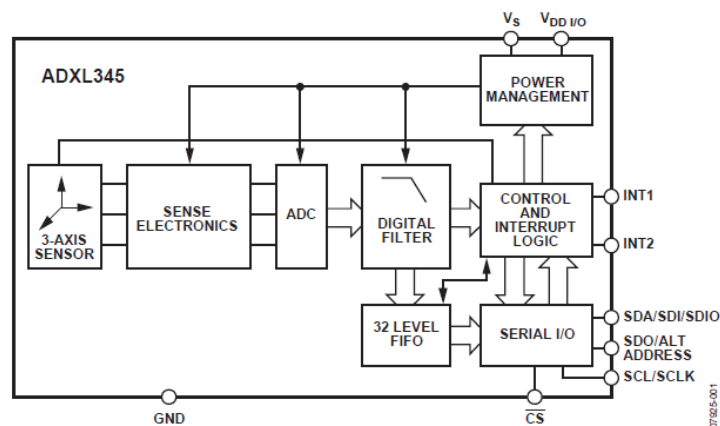 VS VDD I/O
ADXL345
POWER
MANAGEMENT
3-AXIS
SENSOR
SENSE
ELECTRONICS
ADC
DIGITAL
FILTER
CONTROL
AND
INTERRUPT
LOGIC
INT1
INT2
32 LEVEL
FIFO
SERIAL I/O
SDA/SDI/SDIO
SDO/ALT
ADDRESS
SCL/SCLK
GND
CS
07925-001